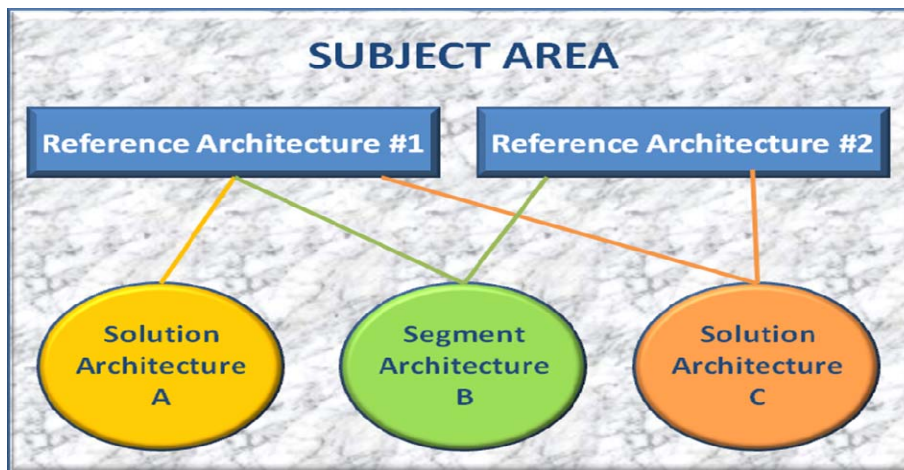 SUBJECT AREA
Reference Architecture #1
Reference Architecture #2
Solution
Architecture
A
Segment
Architecture
B
Solution
Architecture
C